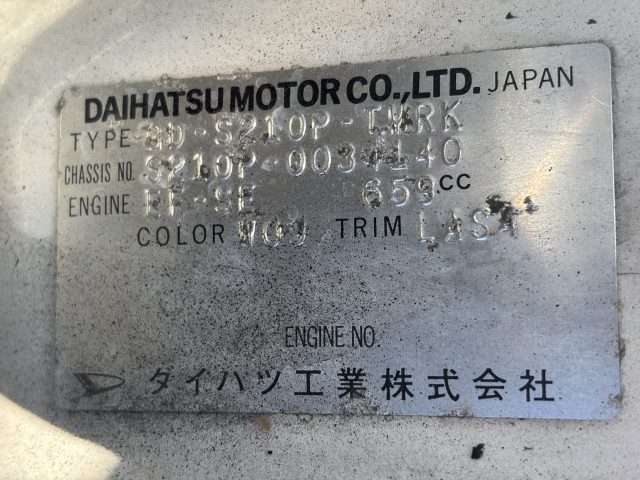 DAIHATSU MOTOR CO.,LTD. JAPAN
TYPE GD-S210P-TMRK
CHASSIS NO. S210P-0034140
ENGINE EF-SE 659 CC
COLOR W09 TRIM LAS4
ENGINE NO.
ダイハツ工業株式会社